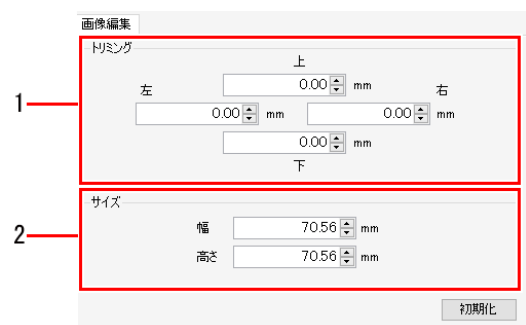 画像編集
トリミング
上
0.00 mm
左 右
0.00 mm 0.00 mm
1
0.00 mm
下
サイズ
幅 70.56 mm
2
高さ 70.56 mm
初期化